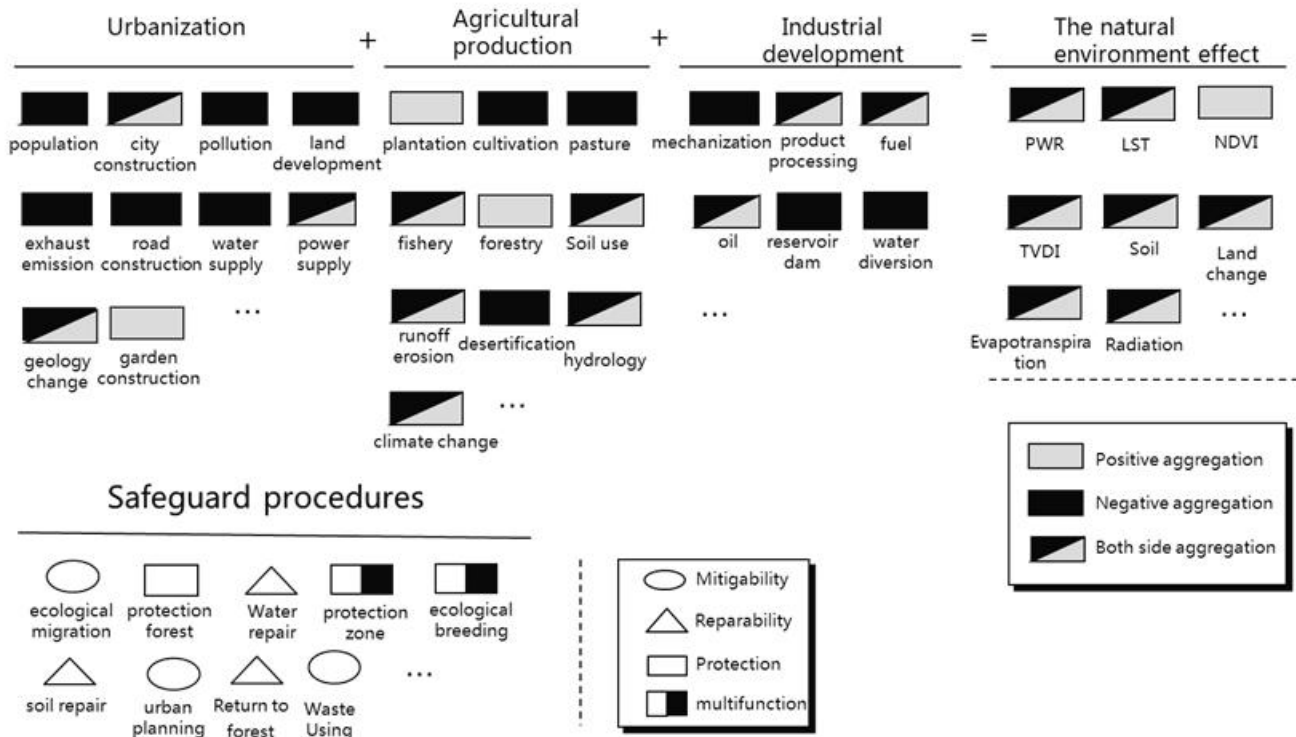 Urbanization + Agricultural production + Industrial development = The natural environment effect
population
city construction
pollution
land development
plantation
cultivation
pasture
mechanization
product processing
fuel
PWR
LST
NDVI
exhaust emission
road construction
water supply
power supply
fishery
forestry
Soil use
oil
reservoir dam
water diversion
TVDI
Soil
Land change
geology change
garden construction
...
runoff erosion
desertification
hydrology
...
Evapotranspiration
Radiation
...
climate change
...
Positive aggregation
Negative aggregation
Both side aggregation
Safeguard procedures
ecological migration
protection forest
Water repair
protection zone
ecological breeding
soil repair
urban planning
Return to forest
Waste Using
...
Mitigability
Reparability
Protection
multifunction